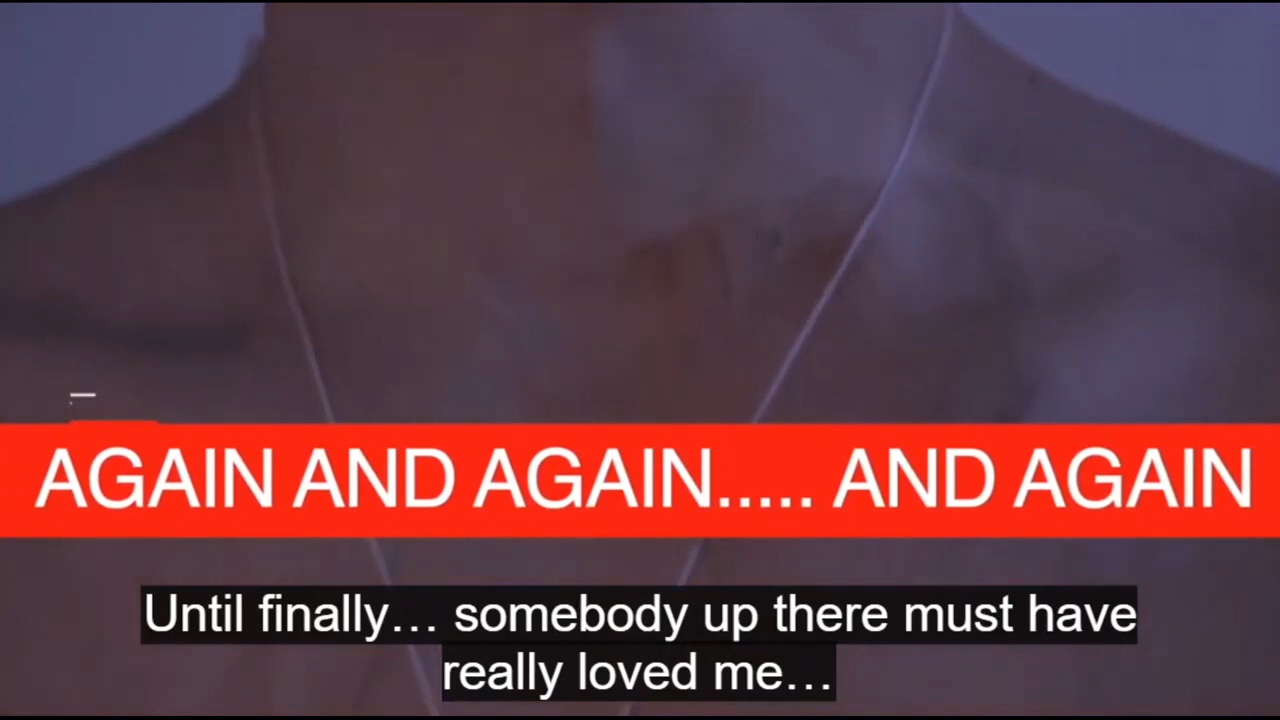 AGAIN AND AGAIN..... AND AGAIN
Until finally… somebody up there must have
really loved me…